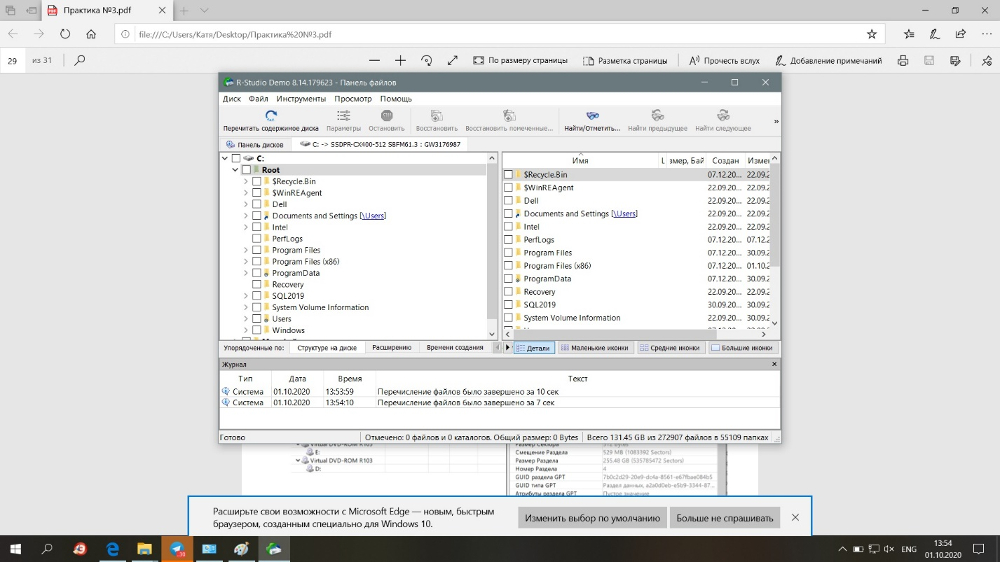 Практика №3.pdf
file:///C:/Users/Катя/Desktop/Практика%20№3.pdf
29 из 31 По размеру страницы Разметка страницы Прочесть вслух Добавление примечаний
R-Studio Demo 8.14.179623 - Панель файлов
Диск Файл Инструменты Просмотр Помощь
Перечитать содержимое диска Параметры Остановить Восстановить Восстановить помеченные... Найти/Отметить... Найти предыдущее Найти следующее »
Панель дисков C: -> SSDPR-CX400-512 SBFM61.3 : GW3176987
C:
Root
$Recycle.Bin
$WinREAgent
Dell
Documents and Settings [\Users]
Intel
PerfLogs
Program Files
Program Files (x86)
ProgramData
Recovery
SQL2019
System Volume Information
Users
Windows
Имя змер, Бай Создан Измен
$Recycle.Bin 07.12.20... 22.09.2
$WinREAgent 22.09.20... 22.09.2
Dell 22.09.20... 22.09.2
Documents and Settings [\Users] 22.09.20... 22.09.2
Intel 22.09.20... 22.09.2
PerfLogs 07.12.20... 07.12.2
Program Files 07.12.20... 30.09.2
Program Files (x86) 07.12.20... 01.10.2
ProgramData 07.12.20... 30.09.2
Recovery 22.09.20... 22.09.2
SQL2019 30.09.20... 30.09.2
System Volume Information 22.09.20... 30.09.2
Упорядоченные по: Структуре на диске Расширению Времени создания Детали Маленькие иконки Средние иконки Большие иконки
Журнал
Тип Дата Время Текст
Система 01.10.2020 13:53:59 Перечисление файлов было завершено за 10 сек
Система 01.10.2020 13:54:10 Перечисление файлов было завершено за 7 сек
Готово Отмечено: 0 файлов и 0 каталогов. Общий размер: 0 Bytes Всего 131.45 GB из 272907 файлов в 55109 папках
Virtual DVD-ROM R103
E:
Virtual DVD-ROM R103
D:
Размер Сектора 512 Bytes
Смещение Раздела 529 MB (1083392 Sectors)
Размер Раздела 255.48 GB (535785472 Sectors)
Номер Раздела 4
GUID раздела GPT 7b0c2d29-20e9-dc4a-8561-e67fbae084b5
GUID типа GPT Раздел данных, a2a0d0eb-e5b9-3344-87...
Атрибуты раздела GPT Пустое значение
Расширьте свои возможности с Microsoft Edge — новым, быстрым
браузером, созданным специально для Windows 10.
Изменить выбор по умолчанию Больше не спрашивать
30
ENG
13:54
01.10.2020